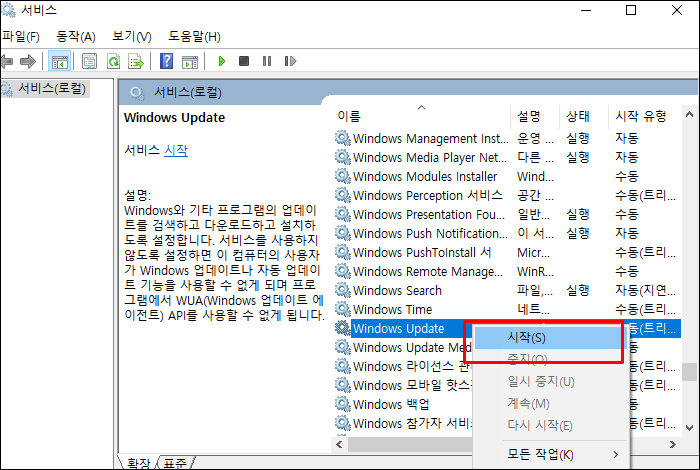 서비스
파일(F) 동작(A) 보기(V) 도움말(H)
서비스(로컬)
서비스(로컬)
Windows Update
서비스 시작
설명:
Windows와 기타 프로그램의 업데이
트를 검색하고 다운로드하고 설치하
도록 설정합니다. 서비스를 사용하지
않도록 설정하면 이 컴퓨터의 사용자
가 Windows 업데이트나 자동 업데이
트 기능을 사용할 수 없게 되며 프로
그램에서 WUA(Windows 업데이트 에
이전트) API를 사용할 수 없게 됩니다.
이름 설명 상태 시작 유형
Windows Management Inst... 운영 ... 실행 자동
Windows Media Player Net... 다른 ... 실행 자동
Windows Modules Installer Wind... 수동
Windows Perception 서비스 공간 ... 수동(트리...
Windows Presentation Fou... 일반... 실행 수동
Windows Push Notification... 이 서... 실행 자동
Windows PushToInstall 서 Micr... 수동(트리...
Windows Remote Manage... WinR... 수동
Windows Search 파일,... 실행 자동(지연...
Windows Time 네트... 수동(트리...
Windows Update 수동(트리...
Windows Update Med 수동
Windows 라이선스 관 수동(트리...
Windows 모바일 핫스 수동(트리...
Windows 백업 수동
Windows 참가자 서비스 수동(트리...
시작(S)
중지(O)
일시 중지(U)
계속(M)
다시 시작(E)
모든 작업(K)
확장 표준